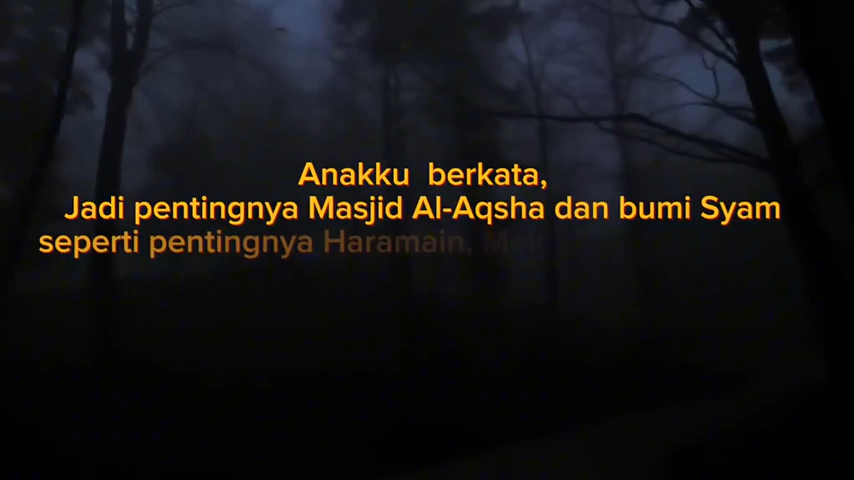 Anakku berkata,
Jadi pentingnya Masjid Al-Aqsha dan bumi Syam
seperti pentingnya Haramain.